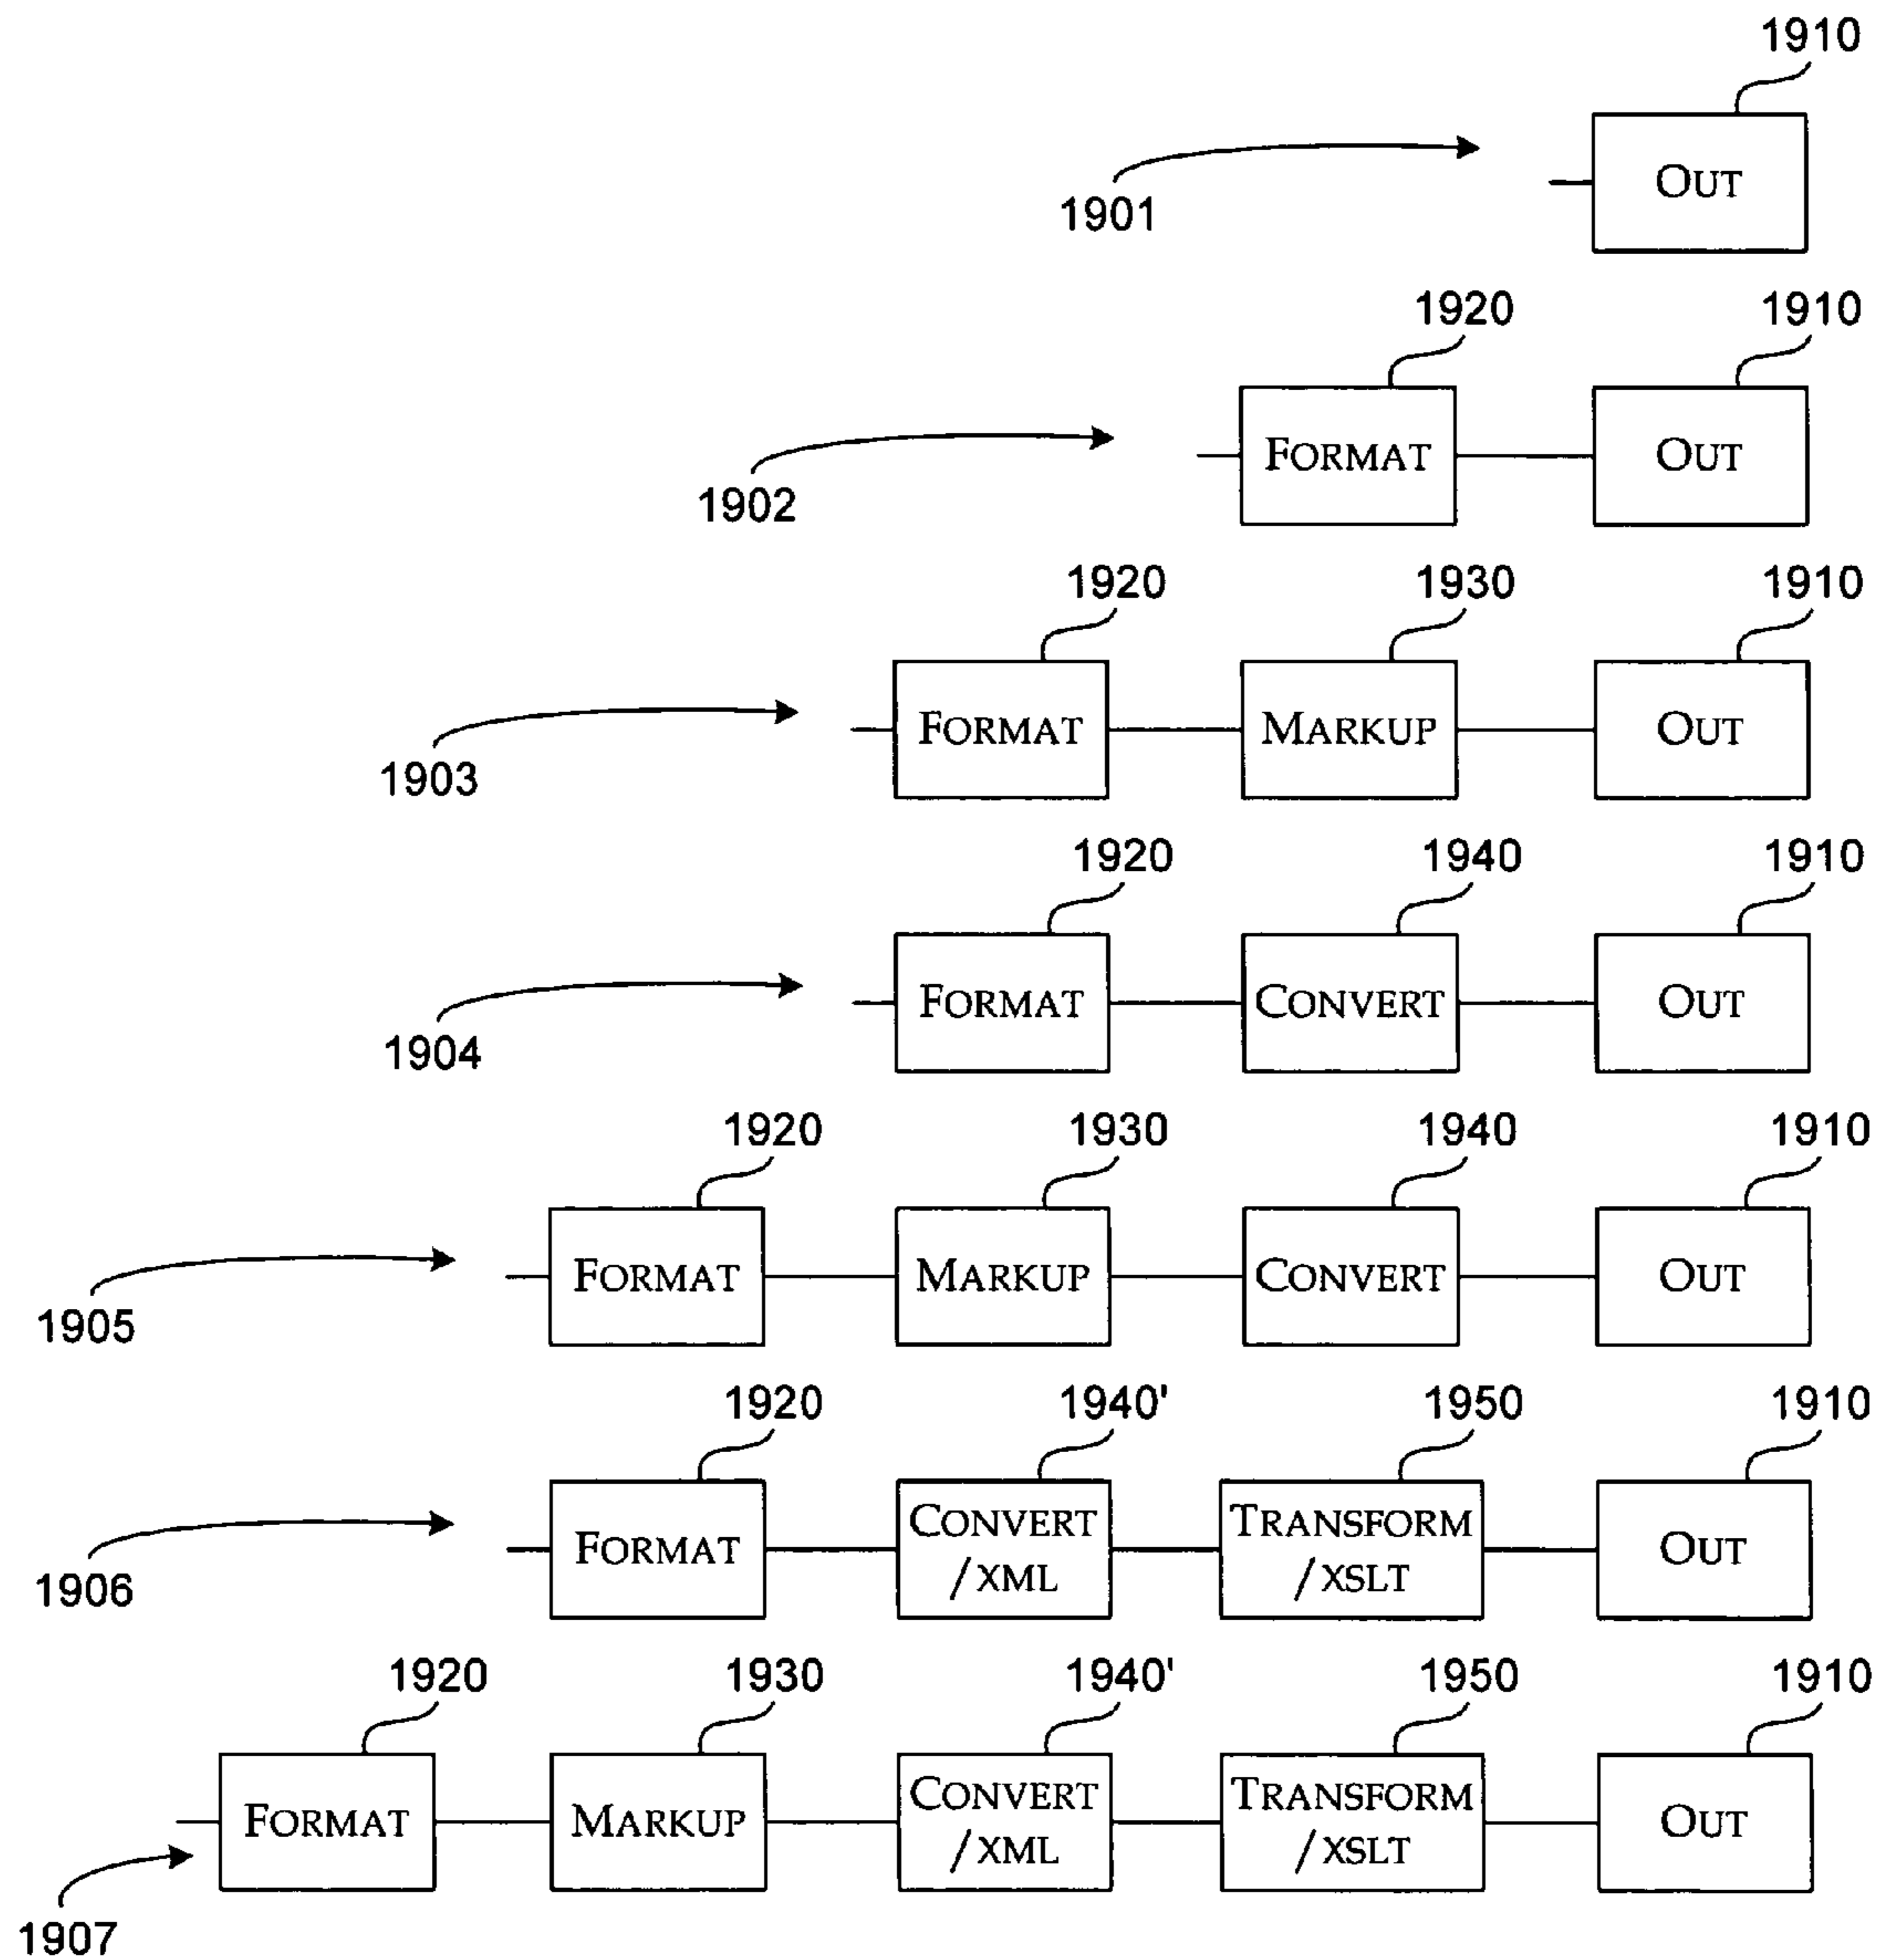 1910
OUT
1901
1920 1910
FORMAT OUT
1902
1920 1930 1910
FORMAT MARKUP OUT
1903
1920 1940 1910
FORMAT CONVERT OUT
1904
1920 1930 1940 1910
FORMAT MARKUP CONVERT OUT
1905
1920 1940' 1950 1910
FORMAT CONVERT /XML TRANSFORM /XSLT OUT
1906
1920 1930 1940' 1950 1910
FORMAT MARKUP CONVERT /XML TRANSFORM /XSLT OUT
1907